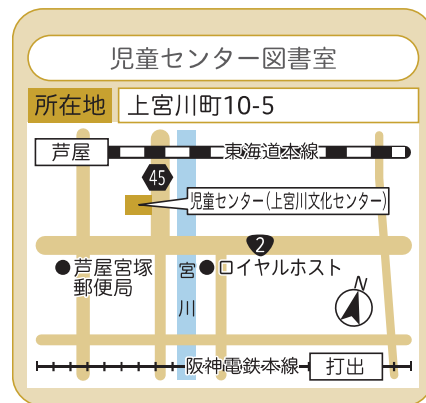 児童センター図書室
所在地 上宮川町10-5
芦屋 東海道本線
45
児童センター(上宮川文化センター)
2
芦屋宮塚
郵便局
宮川
ロイヤルホスト
N
阪神電鉄本線 打出